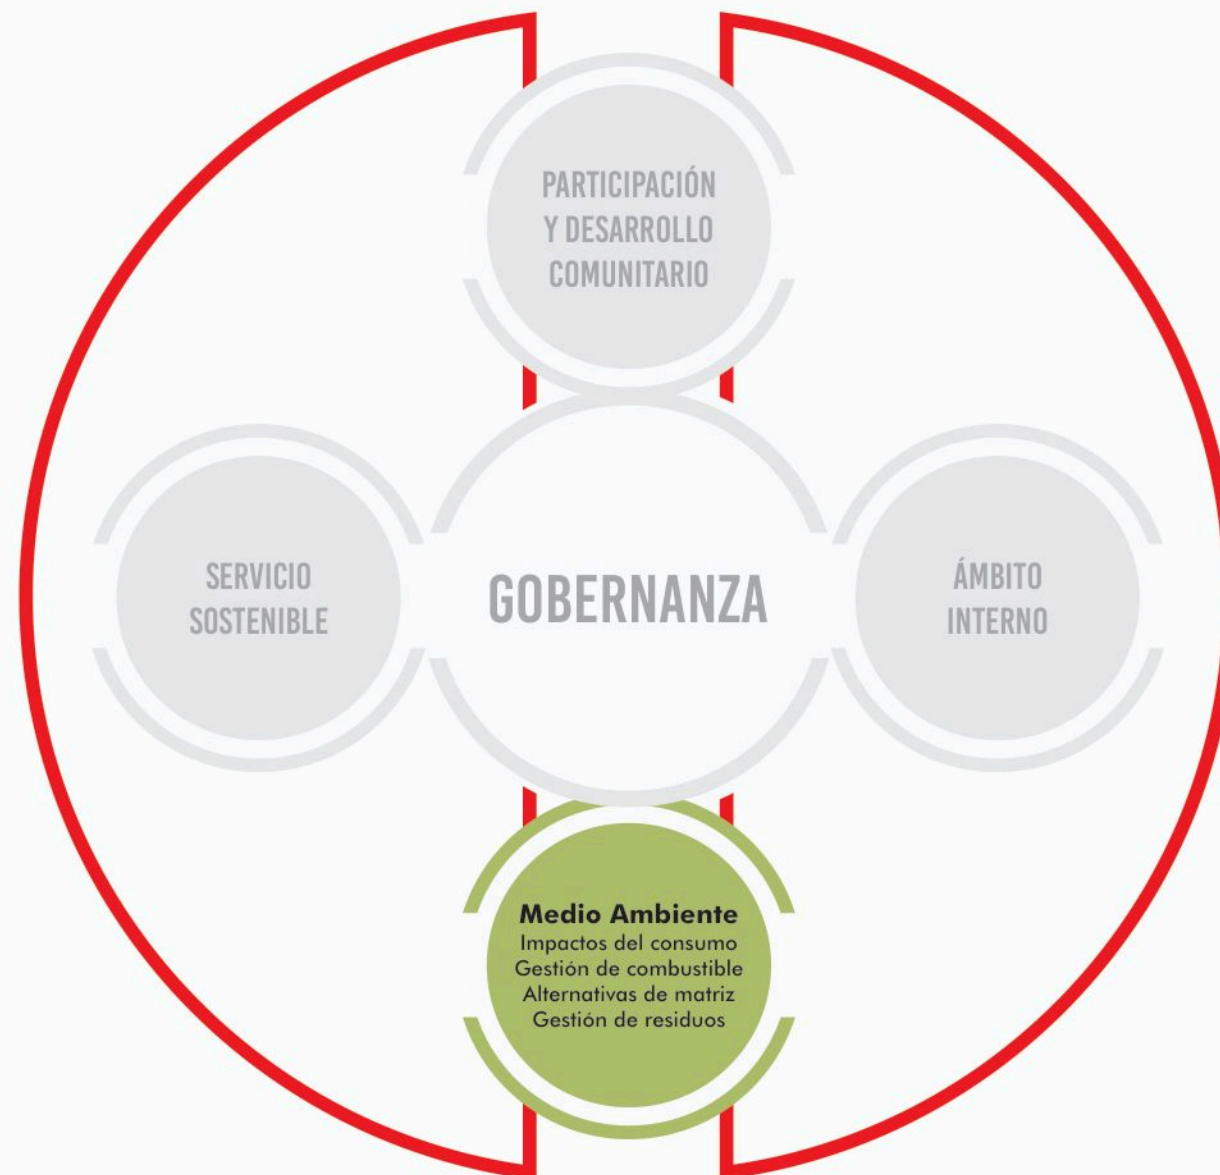 PARTICIPACIÓN
Y DESARROLLO
COMUNITARIO
SERVICIO
SOSTENIBLE
GOBERNANZA
ÁMBITO
INTERNO
Medio Ambiente
Impactos del consumo
Gestión de combustible
Alternativas de matriz
Gestión de residuos